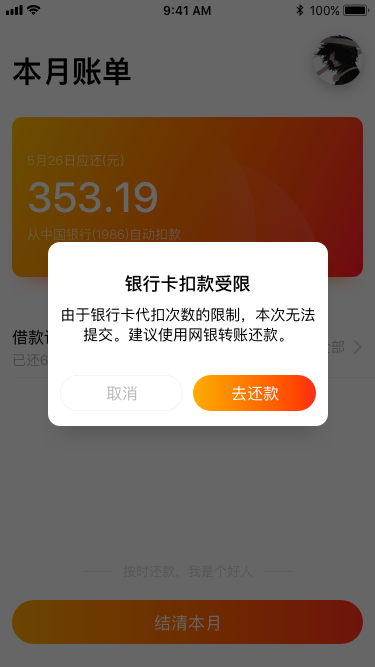 9:41 AM
100%
本月账单
5月26日应还(元)
353.19
从中国银行(1986)自动扣款
银行卡扣款受限
由于银行卡代扣次数的限制，本次无法
提交。建议使用网银转账还款。
借款
已还6
部
取消
去还款
按时还款，我是个好人
结清本月